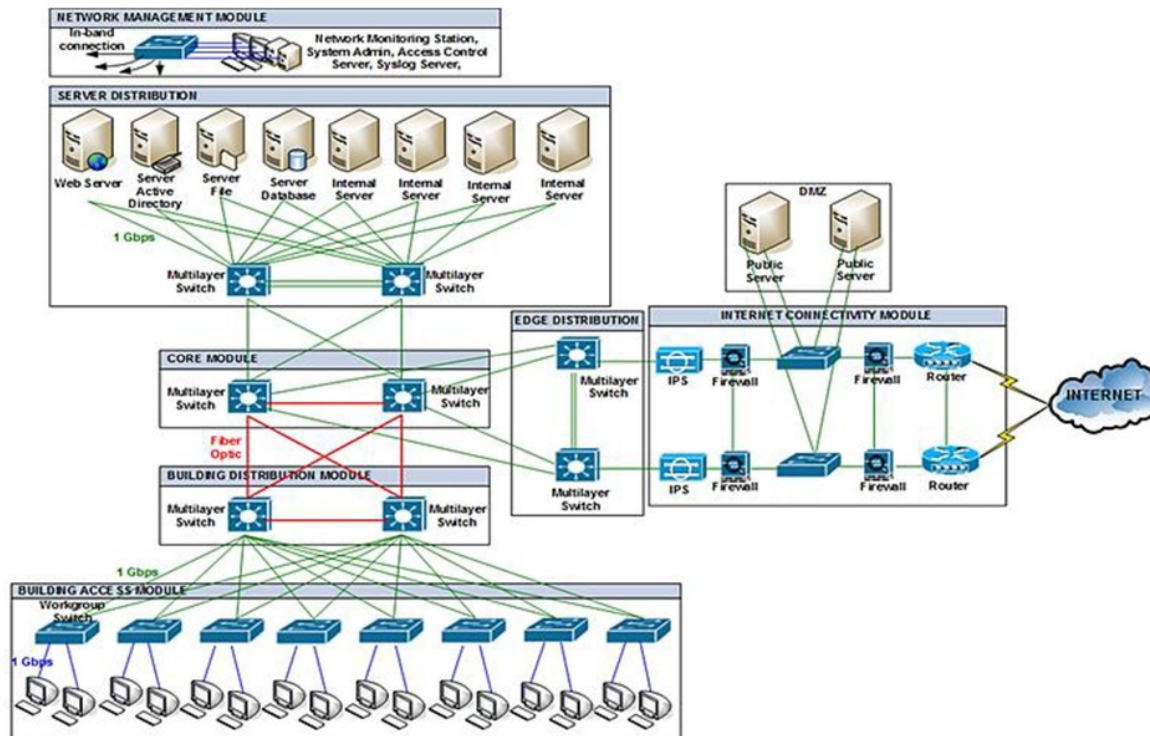 NETWORK MANAGEMENT MODULE
In-band
connection
Network Monitoring Station,
System Admin, Access Control
Server, Syslog Server,
SERVER DISTRIBUTION
Web Server
Server
Active
Directory
Server
File
Server
Database
Internal
Server
Internal
Server
Internal
Server
Internal
Server
1 Gbps
Multilayer
Switch
Multilayer
Switch
DMZ
Public
Server
Public
Server
EDGE DISTRIBUTION
Multilayer
Switch
Multilayer
Switch
INTERNET CONNECTIVITY MODULE
IPS
Firewall
Firewall
Router
IPS
Firewall
Firewall
Router
INTERNET
CORE MODULE
Multilayer
Switch
Multilayer
Switch
Fiber
Optic
BUILDING DISTRIBUTION MODULE
Multilayer
Switch
Multilayer
Switch
1 Gbps
BUILDING ACCESS MODULE
Workgroup
Switch
1 Gbps